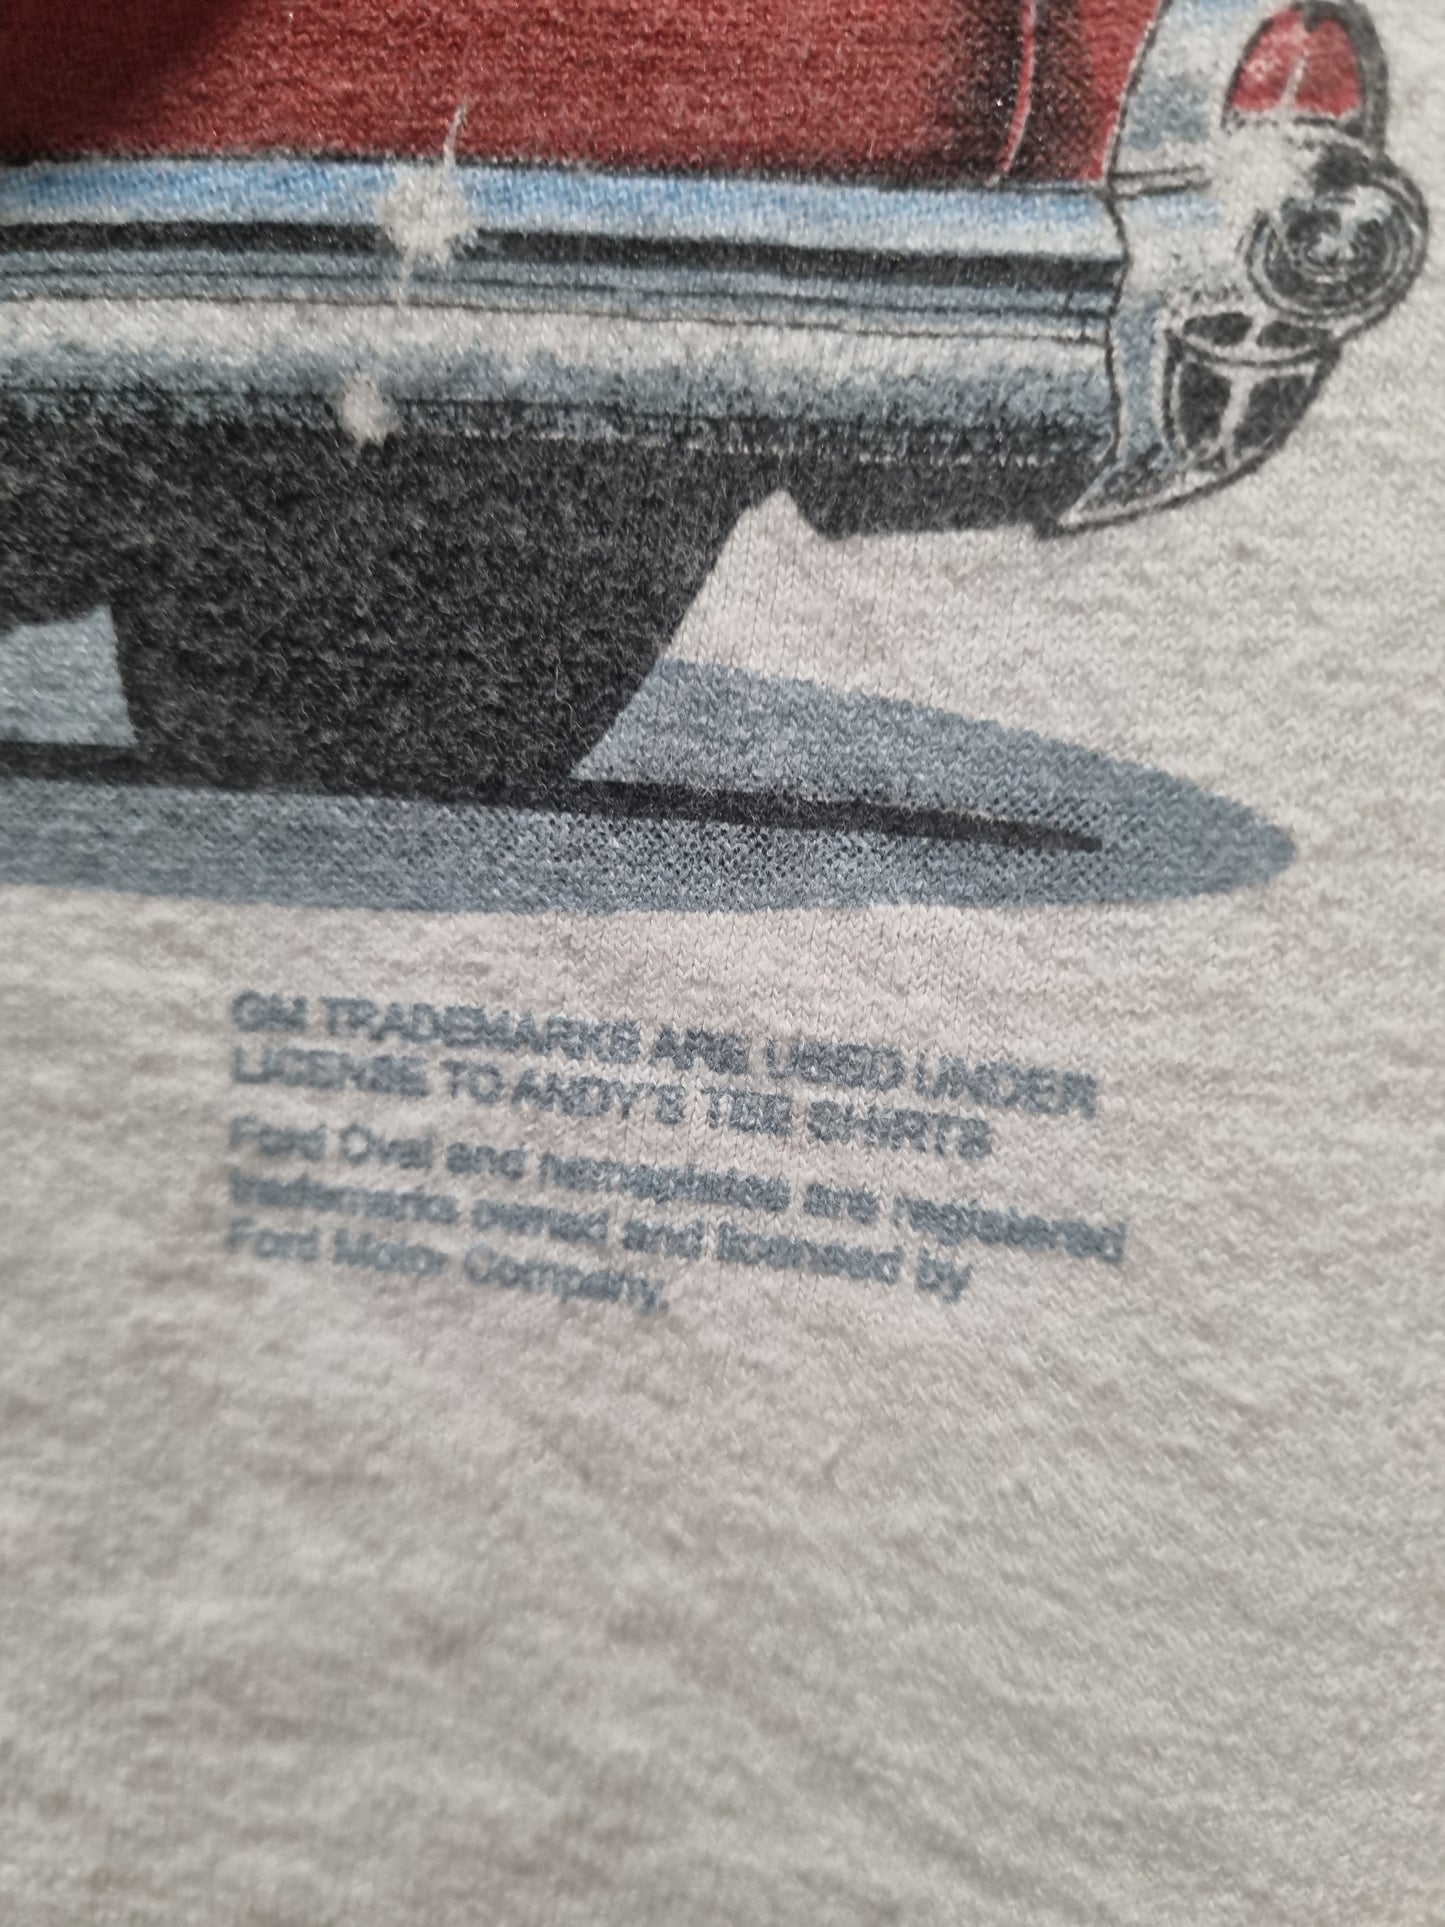 GM TRADEMARKS ARE USED UNDER
LICENSE TO ANDY'S TEE SHIRTS
Ford Oval and nameplates are registered
trademarks owned and licensed by
Ford Motor Company.